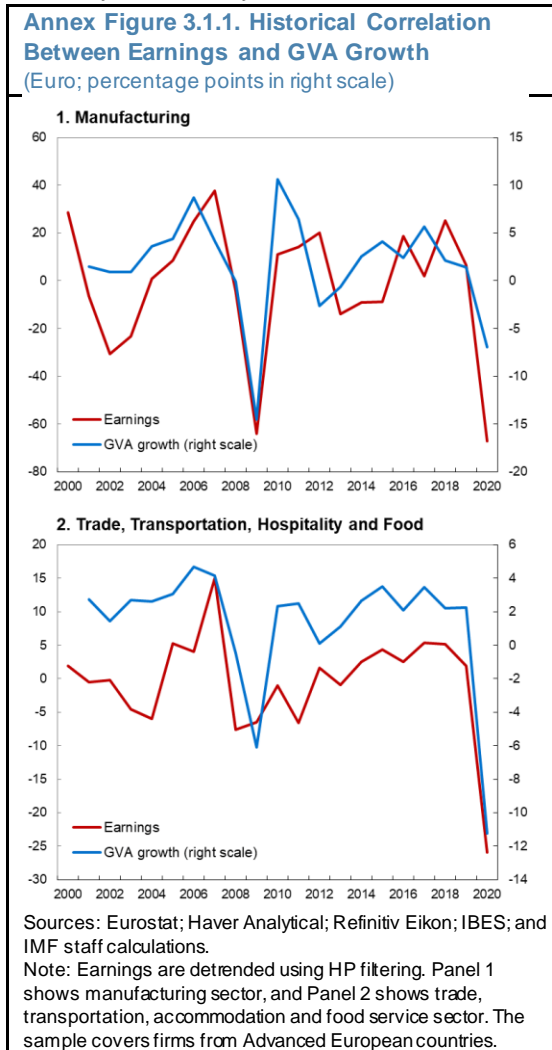 Annex Figure 3.1.1. Historical Correlation
Between Earnings and GVA Growth
(Euro; percentage points in right scale)
1. Manufacturing
60 15
40 10
20 5
0 0
-20 -5
-40 -10
-60 -15
-80 -20
Earnings
GVA growth (right scale)
2000 2002 2004 2006 2008 2010 2012 2014 2016 2018 2020
2. Trade, Transportation, Hospitality and Food
20 6
15 4
10 2
5 0
0 -2
-5 -4
-10 -6
-15 -8
-20 -10
-25 -12
-30 -14
Earnings
GVA growth (right scale)
2000 2002 2004 2006 2008 2010 2012 2014 2016 2018 2020
Sources: Eurostat; Haver Analytical; Refinitiv Eikon; IBES; and
IMF staff calculations.
Note: Earnings are detrended using HP filtering. Panel 1
shows manufacturing sector, and Panel 2 shows trade,
transportation, accommodation and food service sector. The
sample covers firms from Advanced European countries.